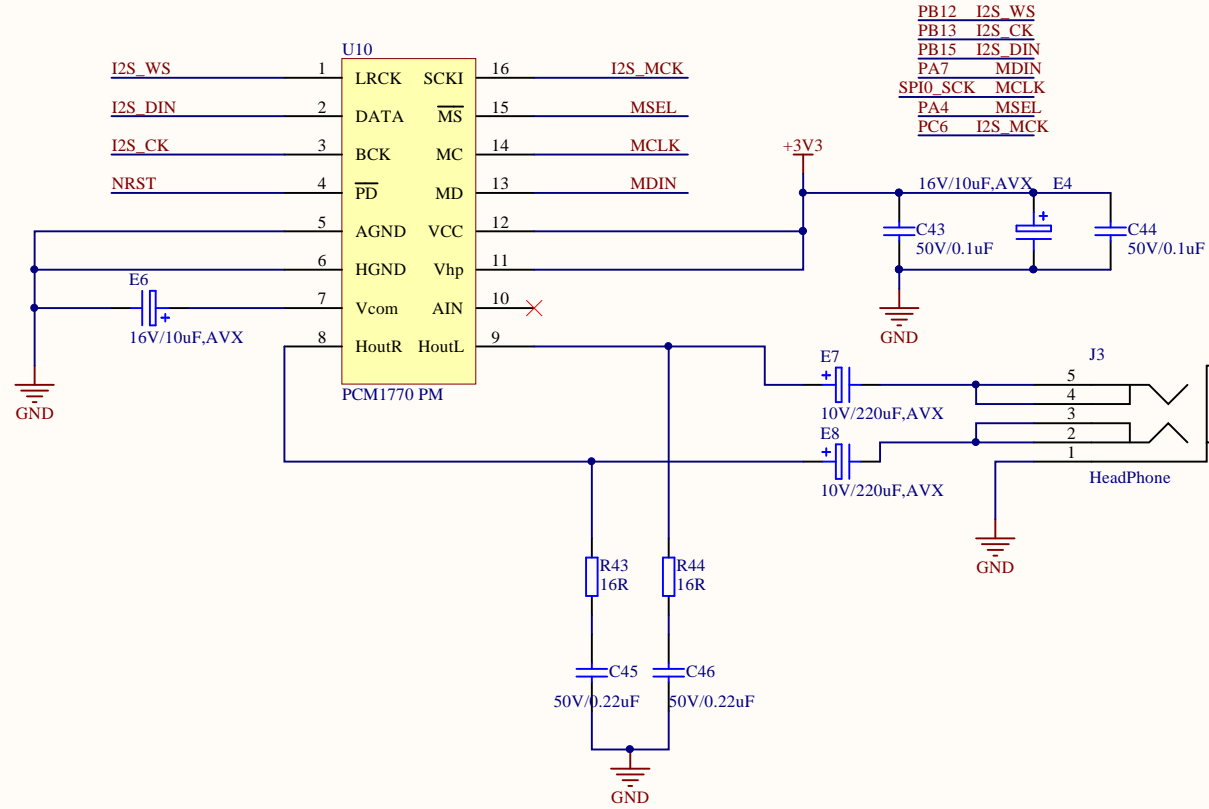 PB12 I2S_WS
PB13 I2S_CK
PB15 I2S_DIN
PA7 MDIN
SPI0_SCK MCLK
PA4 MSEL
PC6 I2S_MCK
U10
I2S_WS 1 LRCK SCKI 16 I2S_MCK
I2S_DIN 2 DATA MS 15 MSEL
I2S_CK 3 BCK MC 14 MCLK
NRST 4 PD MD 13 MDIN
5 AGND VCC 12
6 HGND Vhp 11
7 Vcom AIN 10
8 HoutR HoutL 9
PCM1770 PM
E6
16V/10uF,AVX
GND
+3V3
16V/10uF,AVX E4
+
C43
50V/0.1uF
C44
50V/0.1uF
GND
E7
+
10V/220uF,AVX
E8
+
10V/220uF,AVX
J3
5
4
3
2
1
HeadPhone
GND
R43
16R
R44
16R
C45
50V/0.22uF
C46
50V/0.22uF
GND